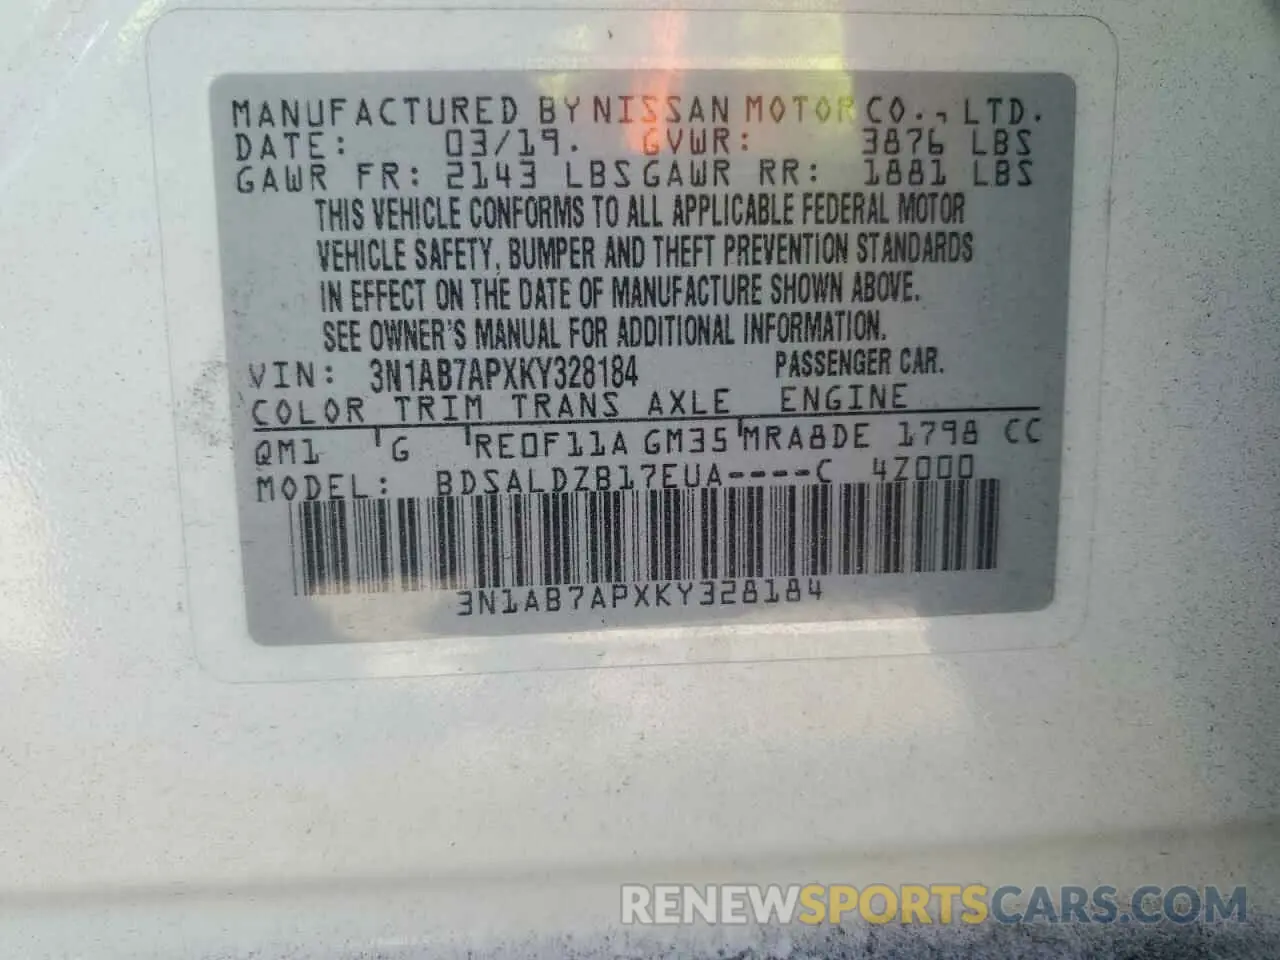 MANUFACTURED BY NISSAN MOTOR CO., LTD.
DATE: 03/19. GVWR: 3876 LBS
GAWR FR: 2143 LBS GAWR RR: 1881 LBS
THIS VEHICLE CONFORMS TO ALL APPLICABLE FEDERAL MOTOR
VEHICLE SAFETY, BUMPER AND THEFT PREVENTION STANDARDS
IN EFFECT ON THE DATE OF MANUFACTURE SHOWN ABOVE.
SEE OWNER'S MANUAL FOR ADDITIONAL INFORMATION.
VIN: 3N1AB7APXKY328184 PASSENGER CAR.
COLOR TRIM TRANS AXLE ENGINE
QM1 G RE0F11A GM35 MRA8DE 1798 CC
MODEL: BDSALDZB17EUA----C 4Z000
3N1AB7APXKY328184
RENEWSPORTSCARS.COM